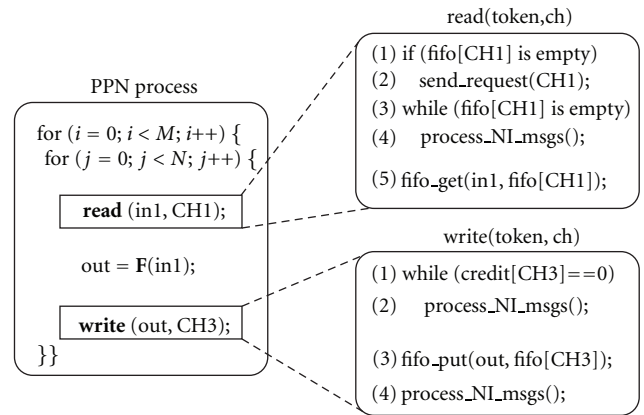 PPN process
for (i = 0; i < M; i++) {
for (j = 0; j < N; j++) {
read (in1, CH1);
out = F(in1);
write (out, CH3);
}}
read(token,ch)
(1) if (fifo[CH1] is empty)
(2) send_request(CH1);
(3) while (fifo[CH1] is empty)
(4) process_NI_msgs();
(5) fifo_get(in1, fifo[CH1]);
write(token, ch)
(1) while (credit[CH3]==0)
(2) process_NI_msgs();
(3) fifo_put(out, fifo[CH3]);
(4) process_NI_msgs();